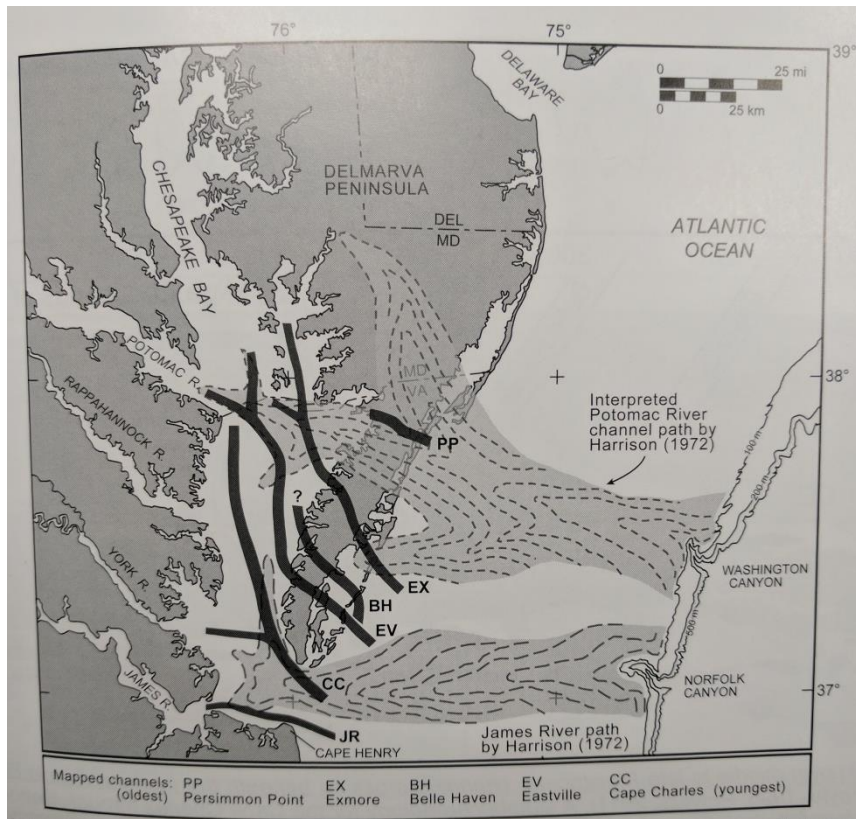 76°
75°
39°
0 25 mi
0 25 km
DELAWARE
BAY
CHESAPEAKE BAY
DELMARVA
PENINSULA
DEL
MD
ATLANTIC
OCEAN
POTOMAC R.
38°
MD
VA
RAPPAHANNOCK R.
Interpreted
Potomac River
channel path by
Harrison (1972)
PP
100 m
200 m
?
YORK R.
WASHINGTON
CANYON
EX
BH
EV
600 m
JAMES R.
NORFOLK
CANYON
CC
37°
JR
CAPE HENRY
James River path
by Harrison (1972)
Mapped channels: PP EX BH EV CC
(oldest) Persimmon Point Exmore Belle Haven Eastville Cape Charles (youngest)